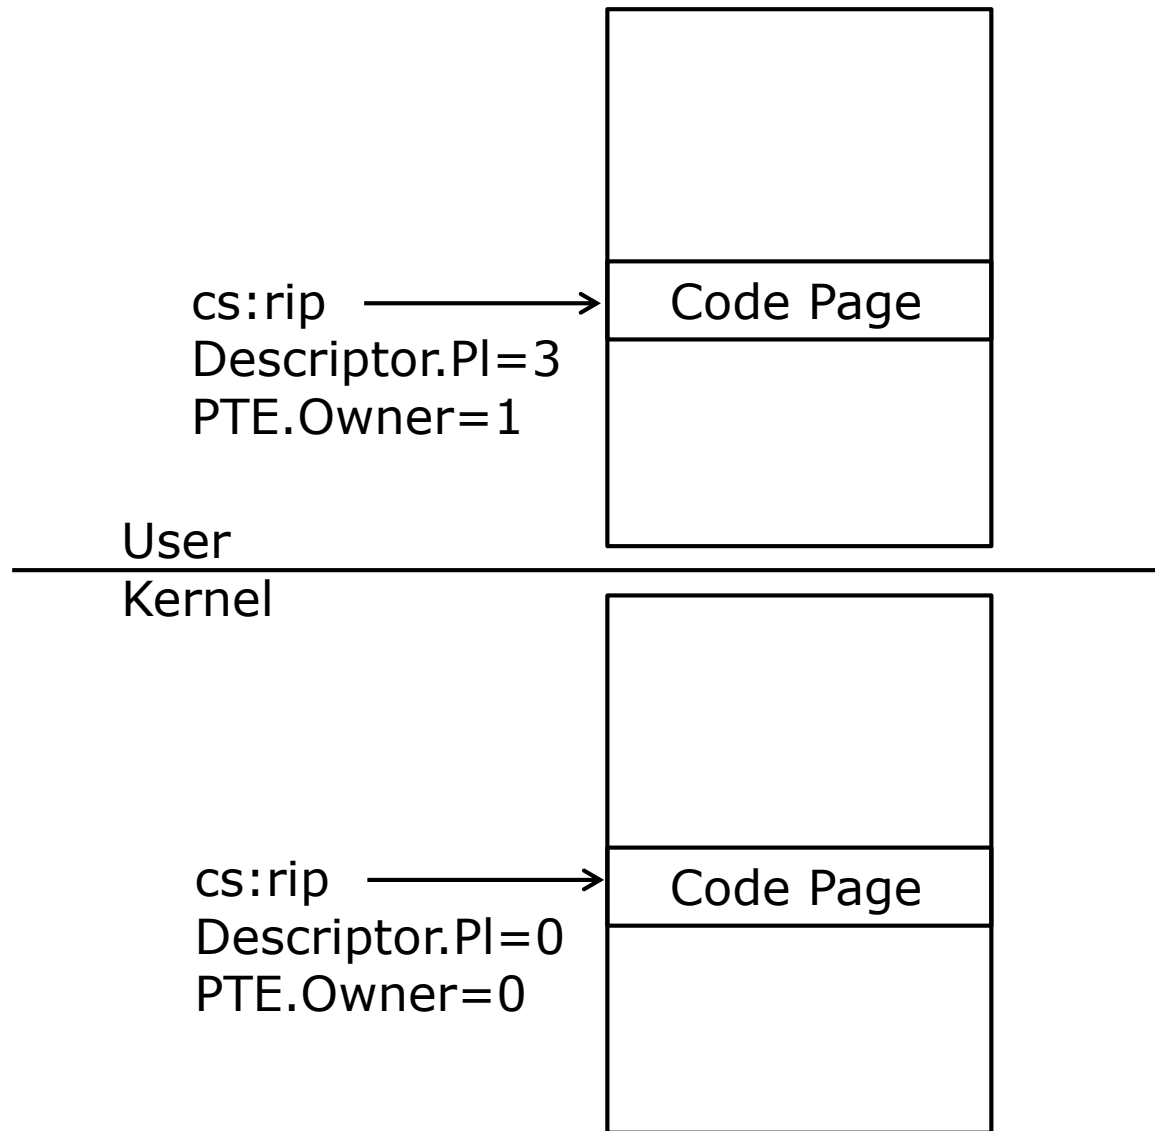 cs:rip
Code Page
Descriptor.Pl=3
PTE.Owner=1
User
Kernel
cs:rip
Code Page
Descriptor.Pl=0
PTE.Owner=0